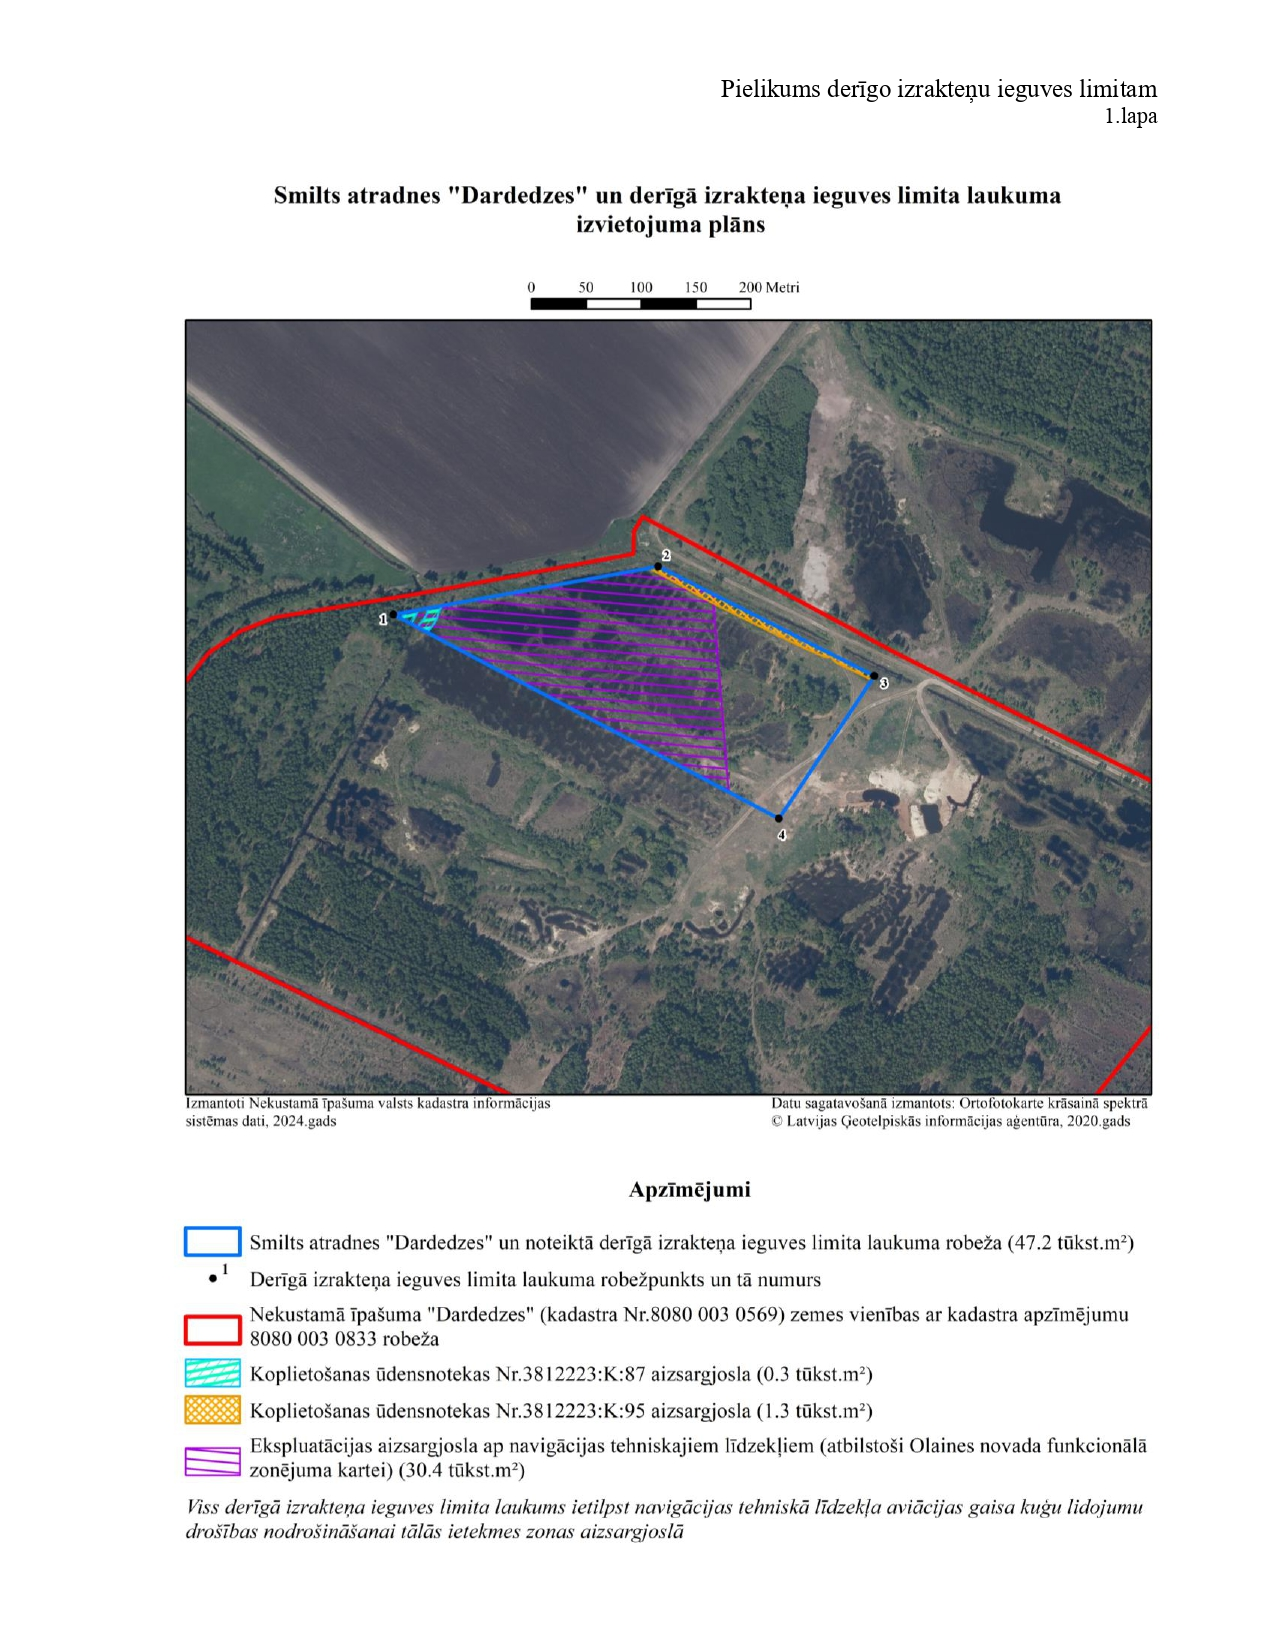 Pielikums derīgo izrakteņu ieguves limitam
1.lapa
Smilts atradnes "Dardedzes" un derīgā izrakteņa ieguves limita laukuma
izvietojuma plāns
0 50 100 150 200 Metri
2
1
3
4
Izmantoti Nekustamā īpašuma valsts kadastra informācijas
sistēmas dati, 2024.gads
Datu sagatavošanā izmantots: Ortofotokarte krāsainā spektrā
© Latvijas Ģeotelpiskās informācijas aģentūra, 2020.gads
Apzīmējumi
Smilts atradnes "Dardedzes" un noteiktā derīgā izrakteņa ieguves limita laukuma robeža (47.2 tūkst.m²)
1 Derīgā izrakteņa ieguves limita laukuma robežpunkts un tā numurs
Nekustamā īpašuma "Dardedzes" (kadastra Nr.8080 003 0569) zemes vienības ar kadastra apzīmējumu
8080 003 0833 robeža
Koplietošanas ūdensnotekas Nr.3812223:K:87 aizsargjosla (0.3 tūkst.m²)
Koplietošanas ūdensnotekas Nr.3812223:K:95 aizsargjosla (1.3 tūkst.m²)
Ekspluatācijas aizsargjosla ap navigācijas tehniskajiem līdzekļiem (atbilstoši Olaines novada funkcionālā
zonējuma kartei) (30.4 tūkst.m²)
Viss derīgā izrakteņa ieguves limita laukums ietilpst navigācijas tehniskā līdzekļa aviācijas gaisa kuģu lidojumu
drošības nodrošināšanai tālās ietekmes zonas aizsargjoslā